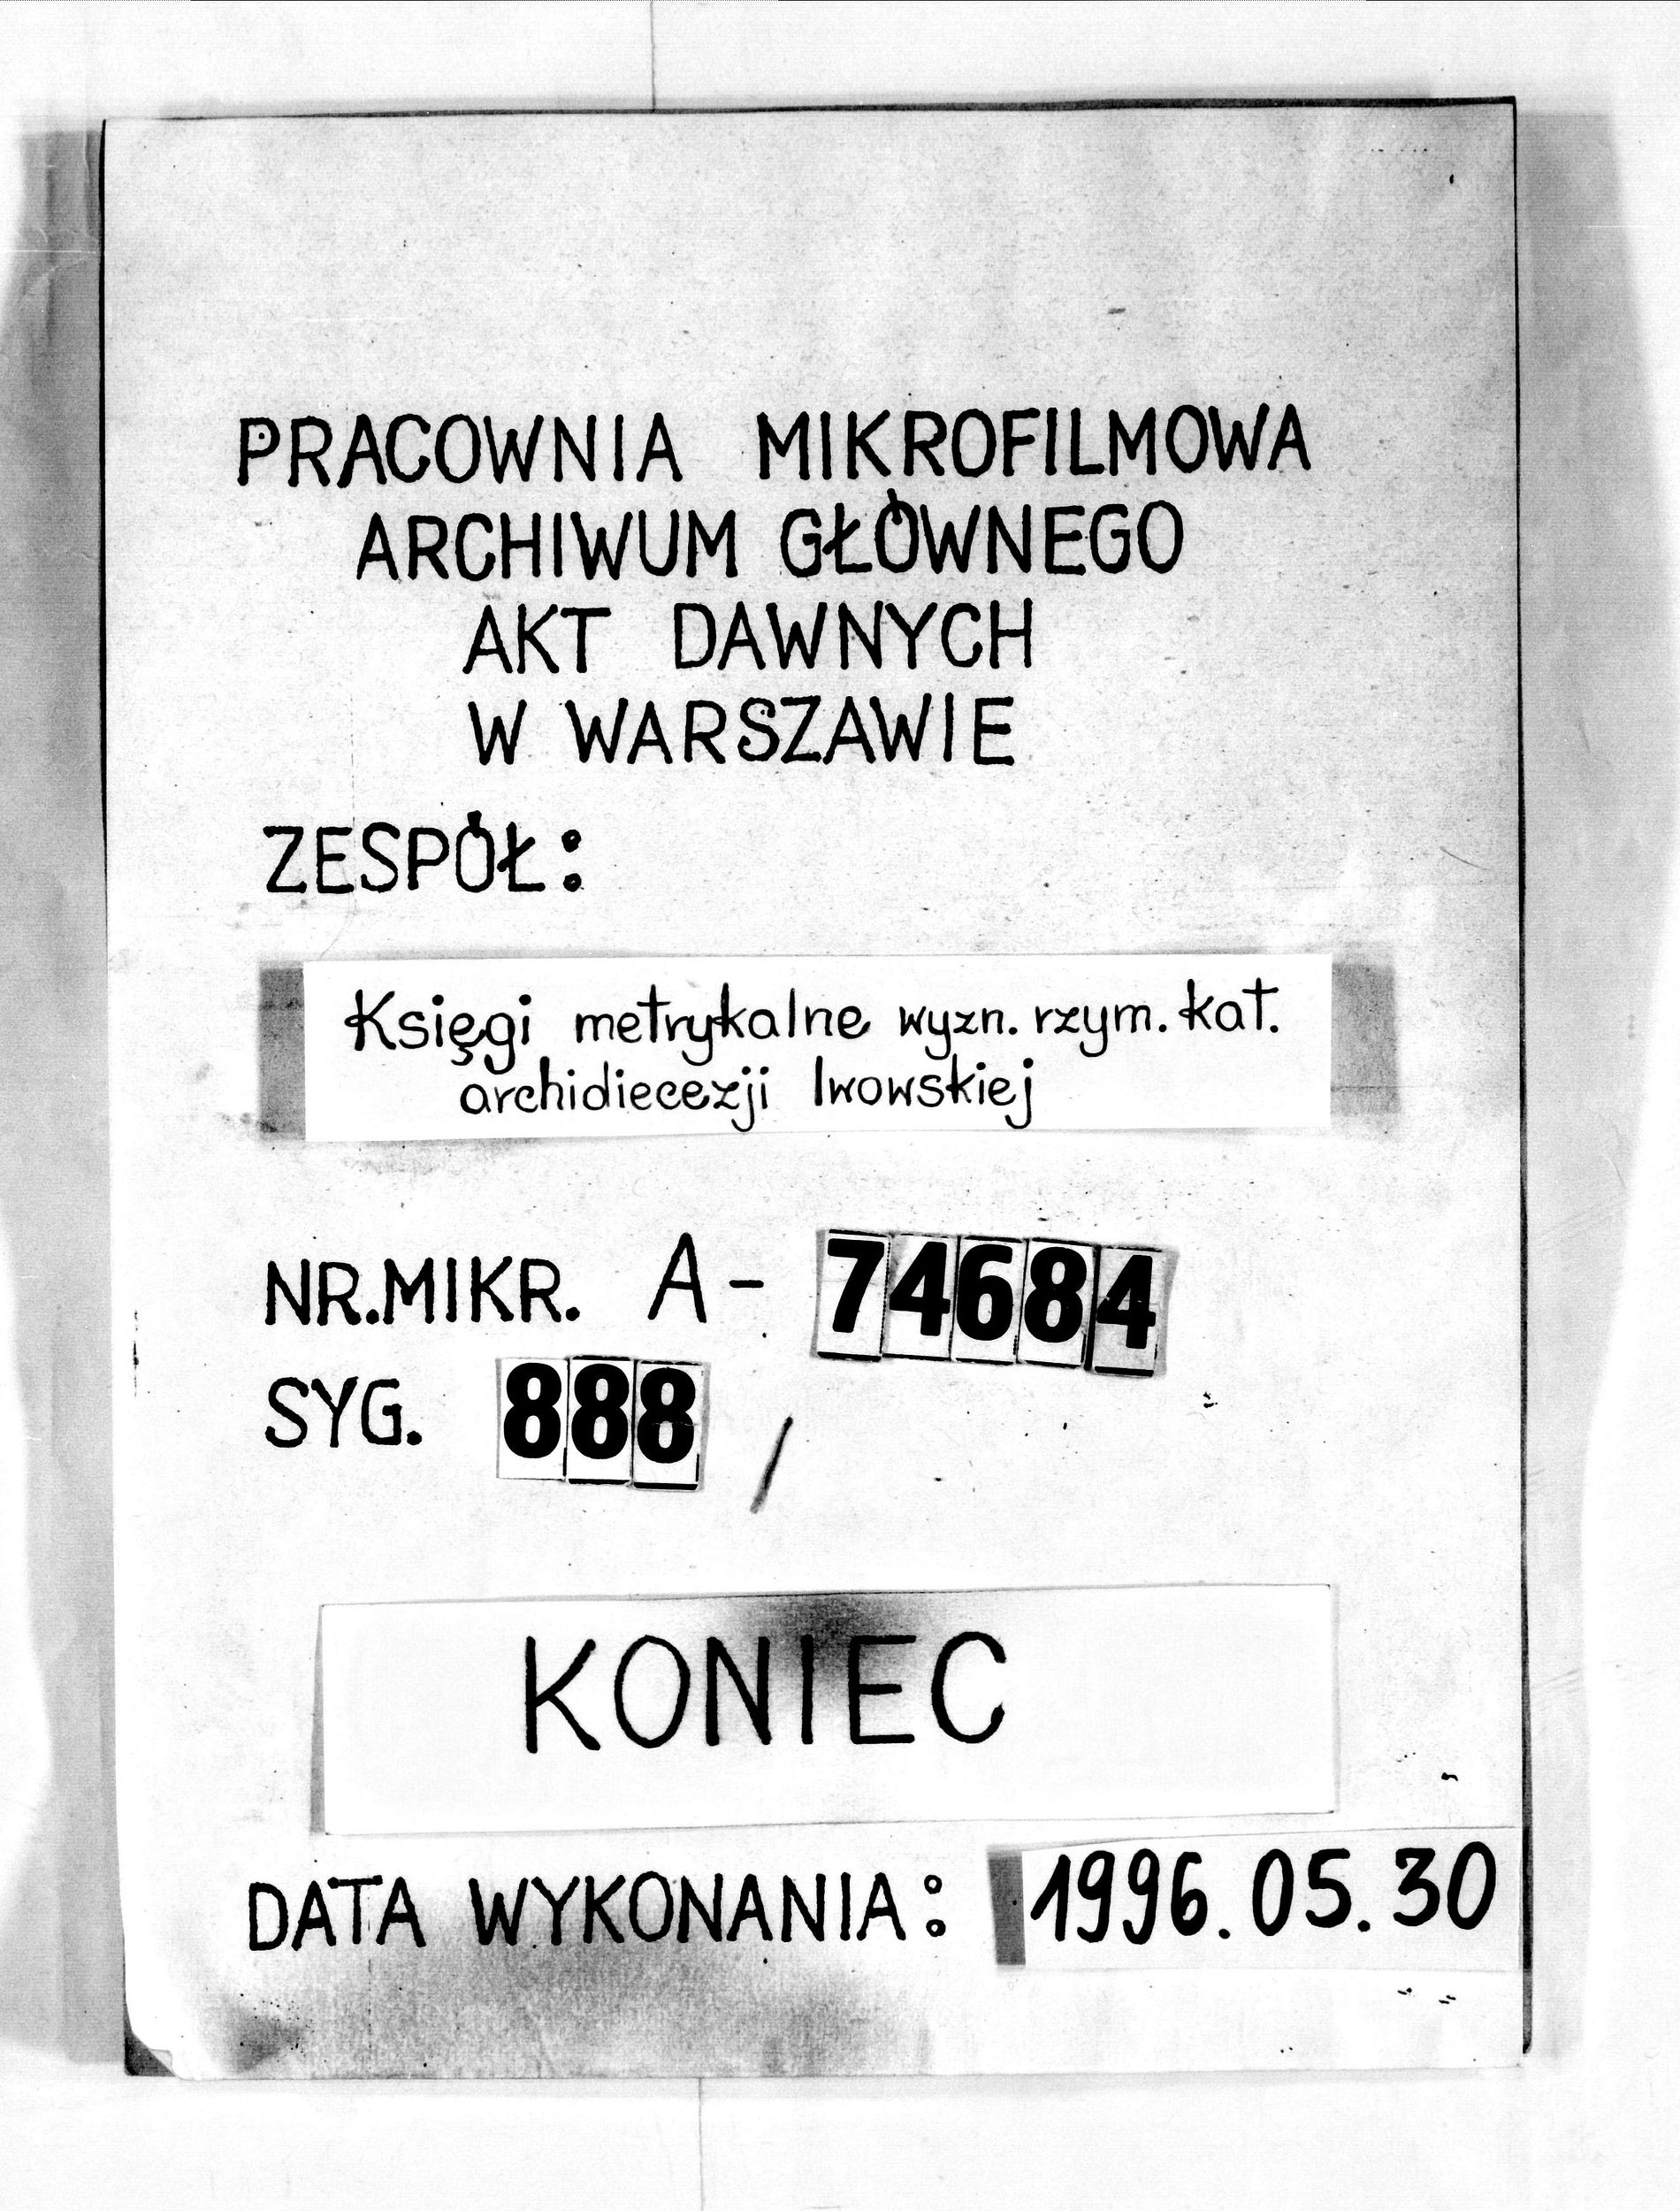 PRACOWNIA MIKROFILMOWA
ARCHIWUM GŁÓWNEGO
AKT DAWNYCH
W WARSZAWIE
ZESPÓŁ:
Księgi metrykalne wyzn. rzym. kat.
archidiecezji lwowskiej
NR.MIKR. A- 74684
SYG. 888 /
KONIEC
DATA WYKONANIA: 1996.05.30